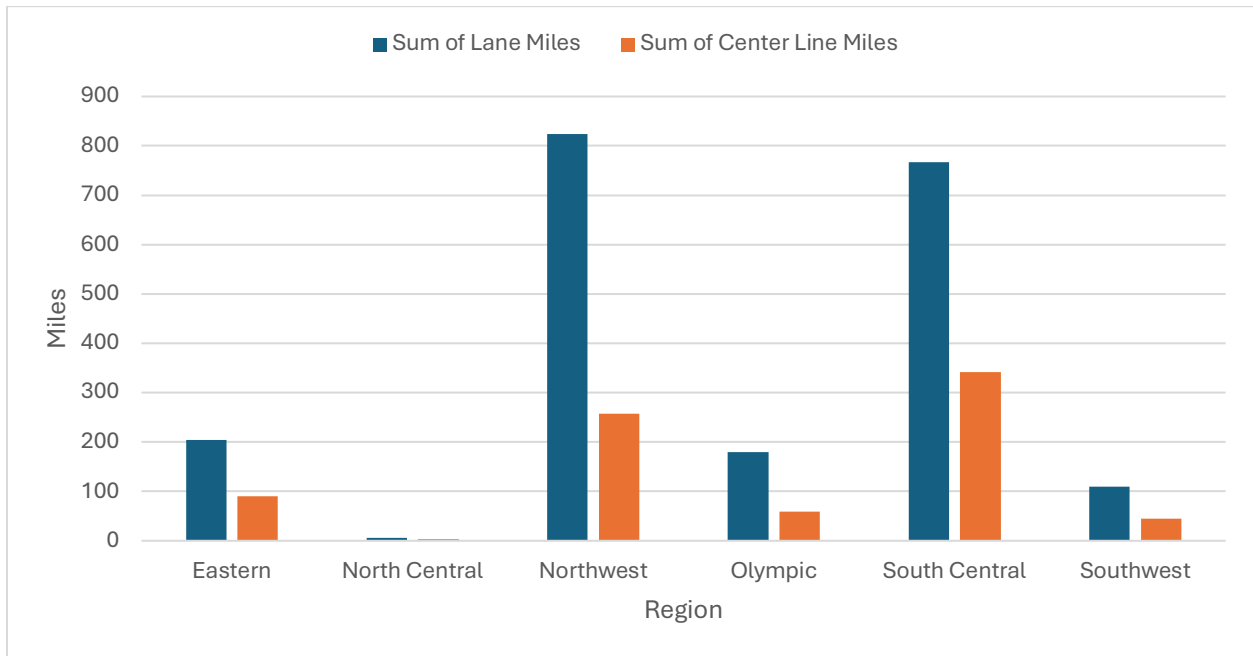 Sum of Lane Miles Sum of Center Line Miles
900
800
700
600
500
400
300
200
100
0
Miles
Eastern North Central Northwest Olympic South Central Southwest
Region